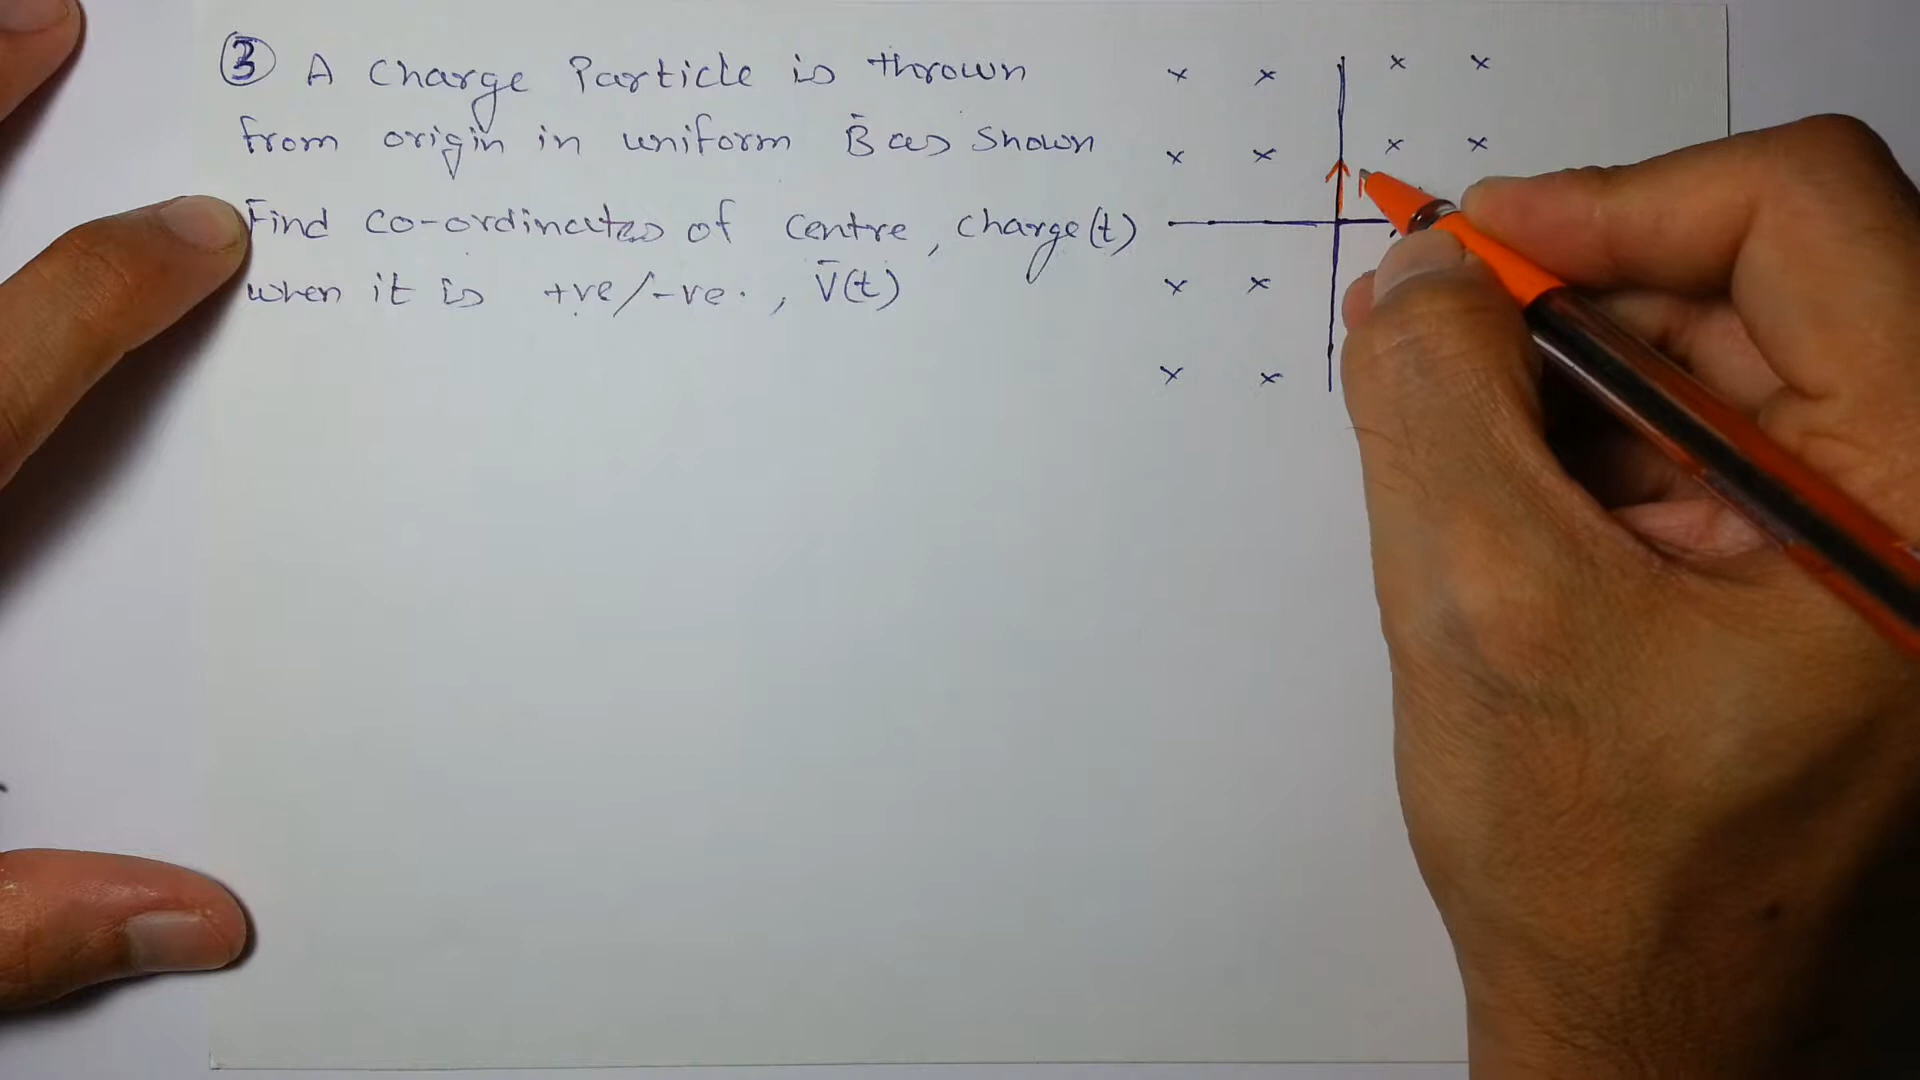 ③ A Charge Particle is thrown
from origin in uniform B̄ as shown
Find co-ordinates of centre, charge(t)
when it is +ve/-ve. , V̄(t)
x x x x
x x x x
x x
x x